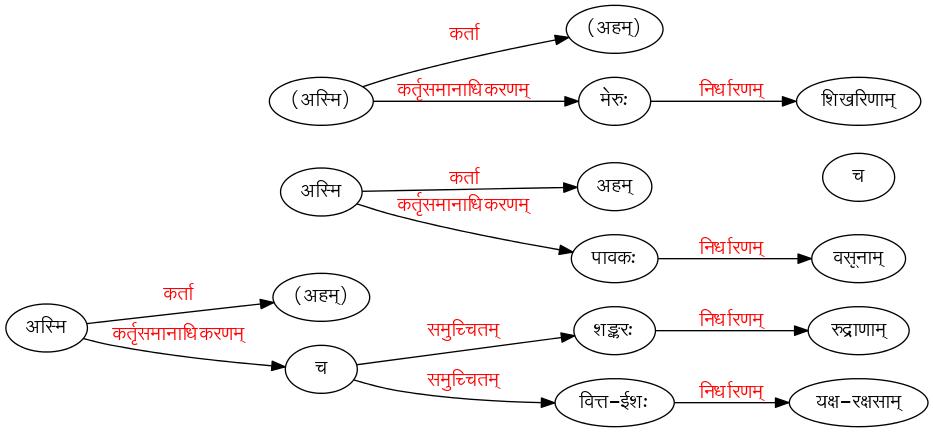 कर्ता
(अहम्)
(अस्मि)
कर्तृसमानाधिकरणम्
मेरुः
निर्धारणम्
शिखरिणाम्
अस्मि
कर्ता
अहम्
च
कर्तृसमानाधिकरणम्
पावकः
निर्धारणम्
वसूनाम्
अस्मि
कर्ता
(अहम्)
कर्तृसमानाधिकरणम्
च
समुच्चितम्
शङ्करः
निर्धारणम्
रुद्राणाम्
समुच्चितम्
वित्त-ईशः
निर्धारणम्
यक्ष-रक्षसाम्